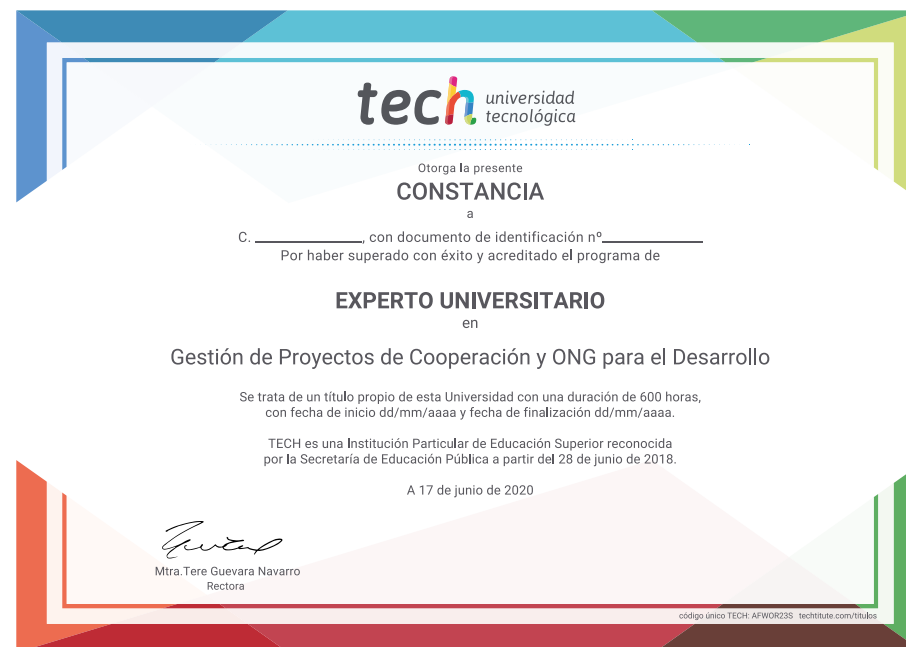 tech universidad
tecnológica
Otorga la presente
CONSTANCIA
a
C. ____________, con documento de identificación nº____________
Por haber superado con éxito y acreditado el programa de
EXPERTO UNIVERSITARIO
en
Gestión de Proyectos de Cooperación y ONG para el Desarrollo
Se trata de un título propio de esta Universidad con una duración de 600 horas,
con fecha de inicio dd/mm/aaaa y fecha de finalización dd/mm/aaaa.
TECH es una Institución Particular de Educación Superior reconocida
por la Secretaría de Educación Pública a partir del 28 de junio de 2018.
A 17 de junio de 2020
Mtra.Tere Guevara Navarro
Rectora
código único TECH: AFWOR23S techtitute.com/titulos